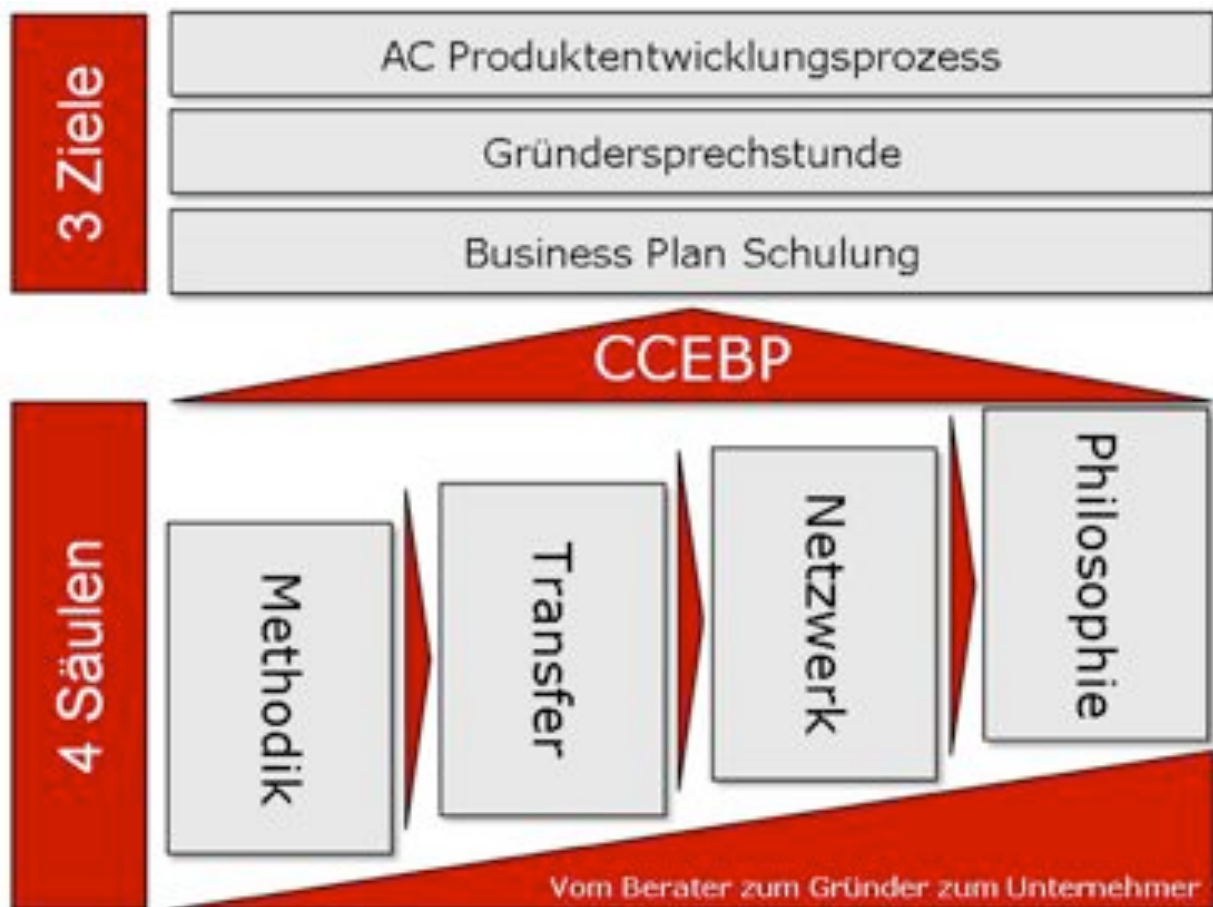 3 Ziele
AC Produktentwicklungsprozess
Gründersprechstunde
Business Plan Schulung
CCEBP
4 Säulen
Methodik
Transfer
Netzwerk
Philosophie
Vom Berater zum Gründer zum Unternehmer